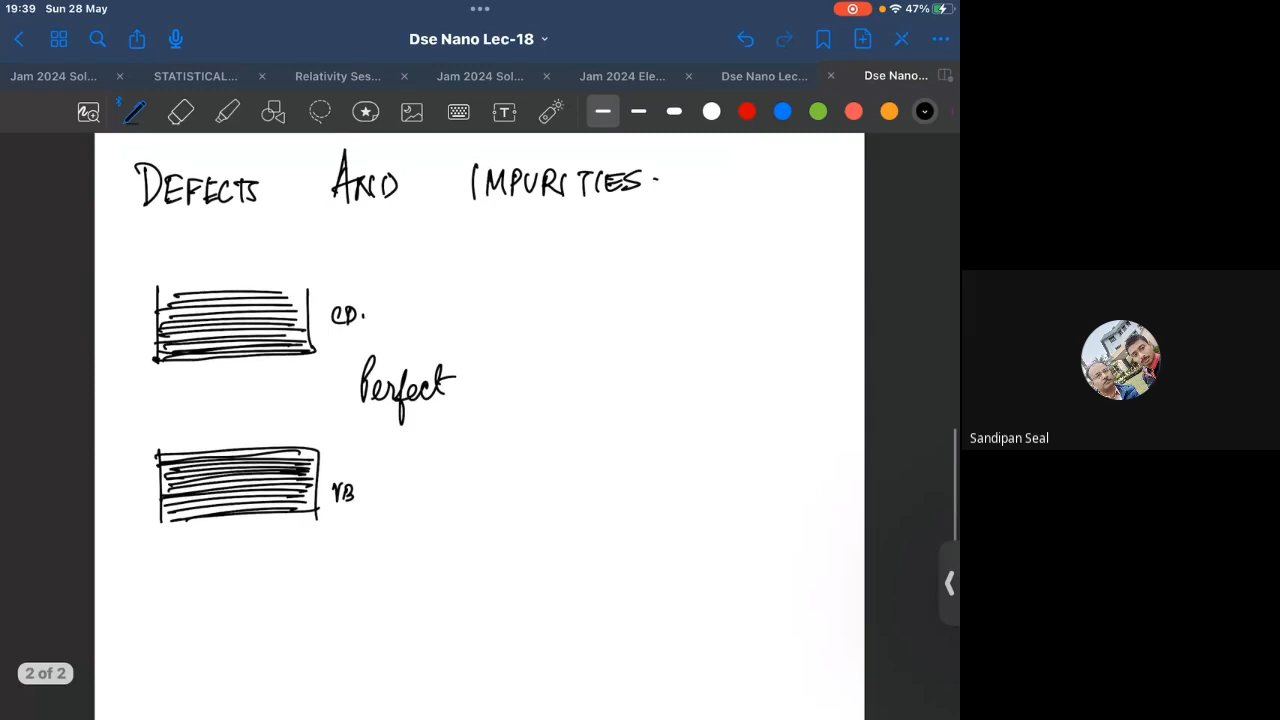 19:39 Sun 28 May
47%
Dse Nano Lec-18
Jam 2024 Sol...
STATISTICAL...
Relativity Ses...
Jam 2024 Sol...
Jam 2024 Ele...
Dse Nano Lec...
Dse Nano...
T
DEFECTS AND IMPURITIES.
CB.
Perfect
VB
Sandipan Seal
2 of 2